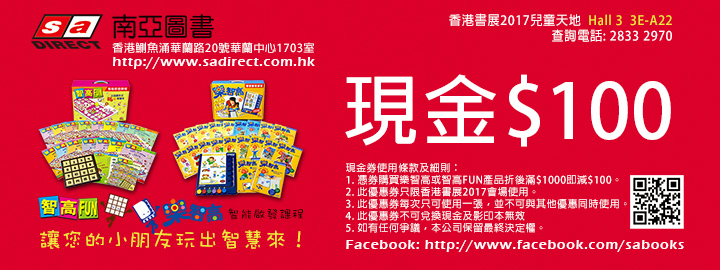 sa
DIRECT
南亞圖書
香港鰂魚涌華蘭路20號華蘭中心1703室
http://www.sadirect.com.hk
香港書展2017兒童天地 Hall 3 3E-A22
查詢電話: 2833 2970
現金$100
現金券使用條款及細則：
1. 憑券購買樂智高或智高FUN產品折後滿$1000即減$100。
2. 此優惠券只限香港書展2017會場使用。
3. 此優惠券每次只可使用一張，並不可與其他優惠同時使用。
4. 此優惠券不可兌換現金及影印本無效
5. 如有任何爭議，本公司保留最終決定權。
Facebook: http://www.facebook.com/sabooks
智高FUN
樂智高
智高FUN
樂智高
智能啟發課程
讓您的小朋友玩出智慧來！